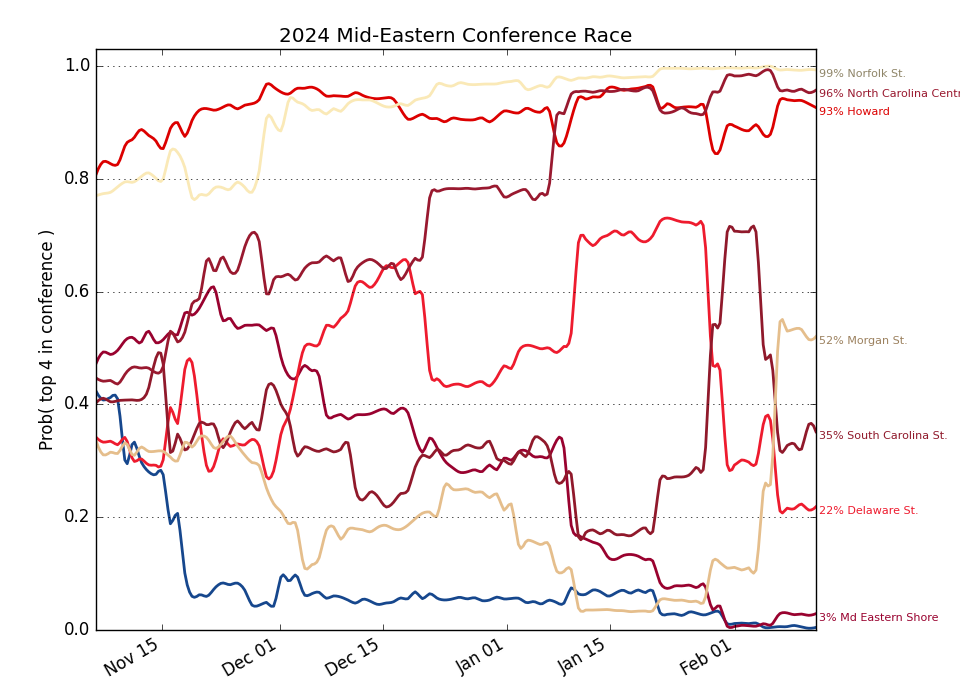 2024 Mid-Eastern Conference Race
Prob( top 4 in conference )
1.0
0.8
0.6
0.4
0.2
0.0
Nov 15
Dec 01
Dec 15
Jan 01
Jan 15
Feb 01
99% Norfolk St.
96% North Carolina Centr
93% Howard
52% Morgan St.
35% South Carolina St.
22% Delaware St.
3% Md Eastern Shore